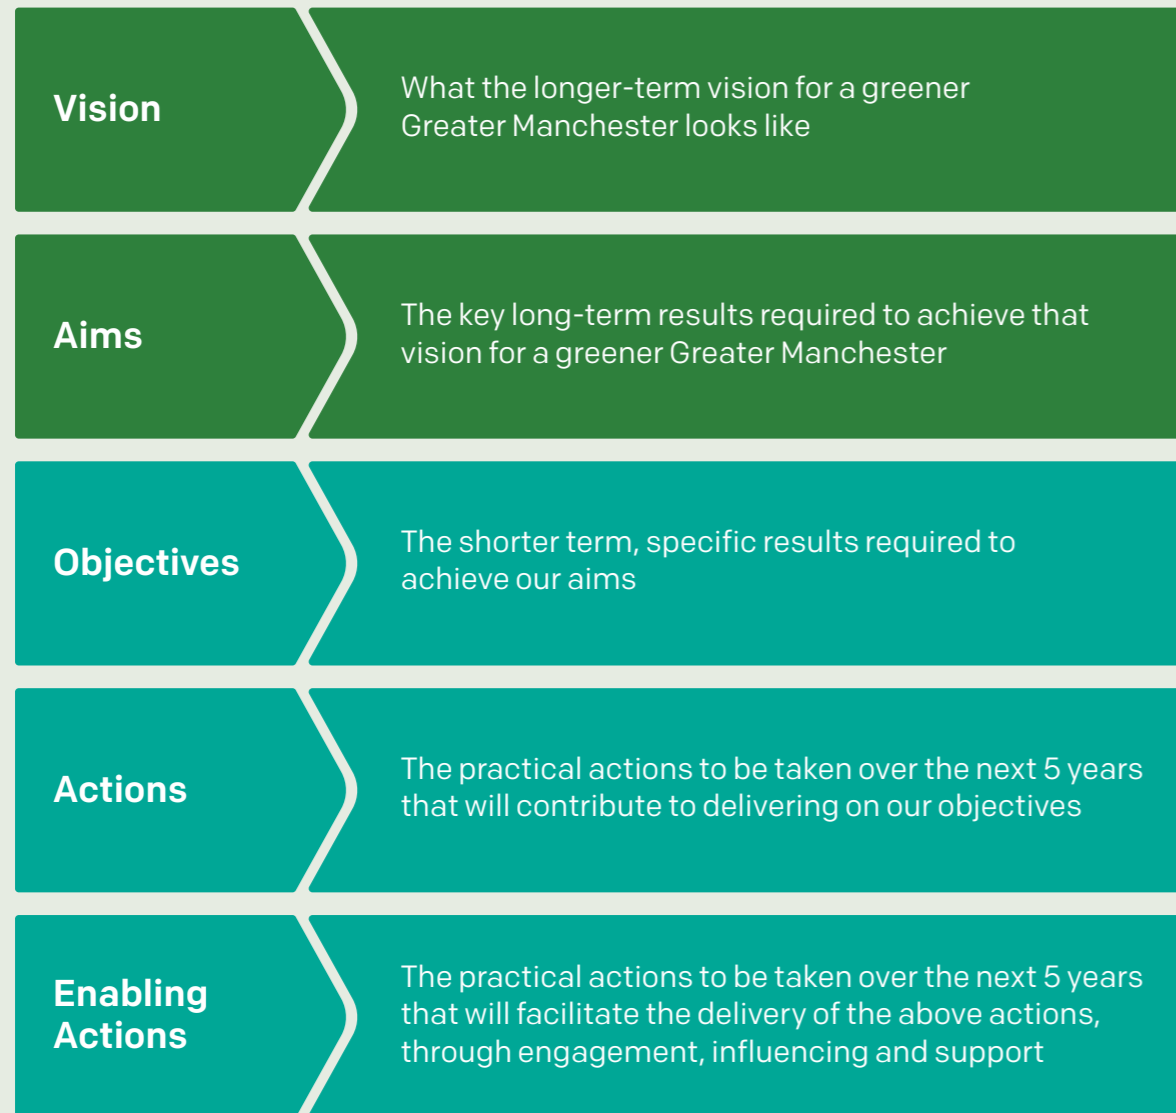 Vision
What the longer-term vision for a greener
Greater Manchester looks like
Aims
The key long-term results required to achieve that
vision for a greener Greater Manchester
Objectives
The shorter term, specific results required to
achieve our aims
Actions
The practical actions to be taken over the next 5 years
that will contribute to delivering on our objectives
Enabling
Actions
The practical actions to be taken over the next 5 years
that will facilitate the delivery of the above actions,
through engagement, influencing and support